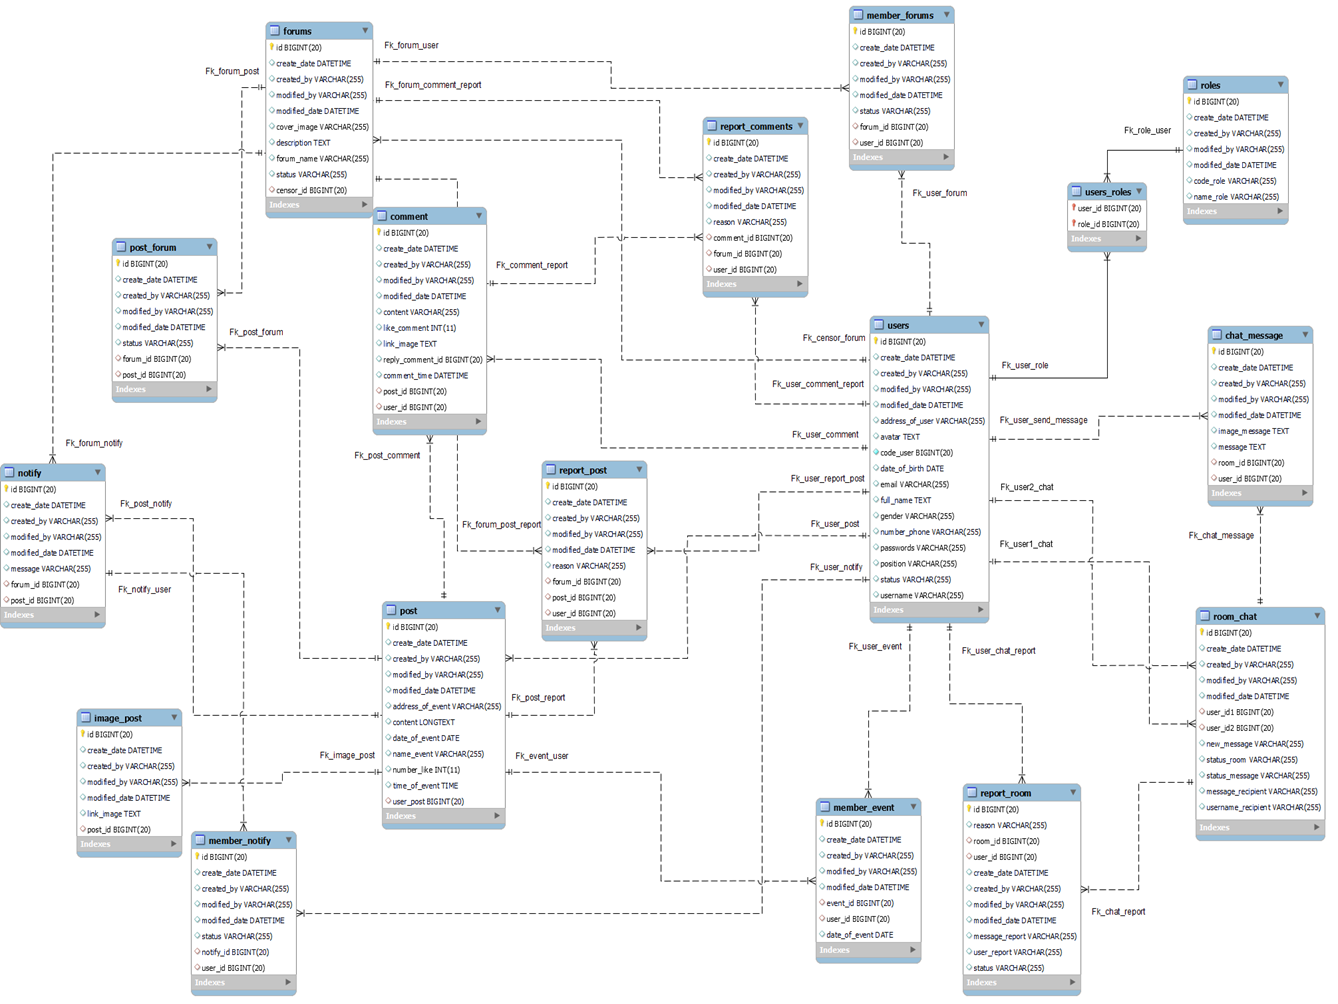 forums
id BIGINT(20)
create_date DATETIME
created_by VARCHAR(255)
modified_by VARCHAR(255)
modified_date DATETIME
cover_image VARCHAR(255)
description TEXT
forum_name VARCHAR(255)
status VARCHAR(255)
censor_id BIGINT(20)
Indexes
Fk_forum_user
Fk_forum_post
Fk_forum_comment_report
member_forums
id BIGINT(20)
create_date DATETIME
created_by VARCHAR(255)
modified_by VARCHAR(255)
modified_date DATETIME
status VARCHAR(255)
forum_id BIGINT(20)
user_id BIGINT(20)
Indexes
Fk_user_forum
roles
id BIGINT(20)
create_date DATETIME
created_by VARCHAR(255)
modified_by VARCHAR(255)
modified_date DATETIME
code_role VARCHAR(255)
name_role VARCHAR(255)
Indexes
Fk_role_user
users_roles
user_id BIGINT(20)
role_id BIGINT(20)
Indexes
report_comments
id BIGINT(20)
create_date DATETIME
created_by VARCHAR(255)
modified_by VARCHAR(255)
modified_date DATETIME
reason VARCHAR(255)
comment_id BIGINT(20)
forum_id BIGINT(20)
user_id BIGINT(20)
Indexes
comment
id BIGINT(20)
create_date DATETIME
created_by VARCHAR(255)
modified_by VARCHAR(255)
modified_date DATETIME
content VARCHAR(255)
like_comment INT(11)
link_image TEXT
reply_comment_id BIGINT(20)
comment_time DATETIME
post_id BIGINT(20)
user_id BIGINT(20)
Indexes
Fk_comment_report
post_forum
id BIGINT(20)
create_date DATETIME
created_by VARCHAR(255)
modified_by VARCHAR(255)
modified_date DATETIME
status VARCHAR(255)
forum_id BIGINT(20)
post_id BIGINT(20)
Indexes
Fk_post_forum
Fk_forum_notify
users
id BIGINT(20)
create_date DATETIME
created_by VARCHAR(255)
modified_by VARCHAR(255)
modified_date DATETIME
address_of_user VARCHAR(255)
avatar TEXT
code_user BIGINT(20)
date_of_birth DATE
email VARCHAR(255)
full_name TEXT
gender VARCHAR(255)
number_phone VARCHAR(255)
passwords VARCHAR(255)
position VARCHAR(255)
status VARCHAR(255)
username VARCHAR(255)
Indexes
Fk_censor_forum
Fk_user_comment_report
Fk_user_comment
Fk_user_report_post
Fk_user_post
Fk_user_notify
Fk_user_role
Fk_user_send_message
Fk_user2_chat
Fk_user1_chat
Fk_user_event
Fk_user_chat_report
chat_message
id BIGINT(20)
create_date DATETIME
created_by VARCHAR(255)
modified_by VARCHAR(255)
modified_date DATETIME
image_message TEXT
message TEXT
room_id BIGINT(20)
user_id BIGINT(20)
Indexes
Fk_chat_message
notify
id BIGINT(20)
create_date DATETIME
created_by VARCHAR(255)
modified_by VARCHAR(255)
modified_date DATETIME
message VARCHAR(255)
forum_id BIGINT(20)
post_id BIGINT(20)
Indexes
Fk_post_notify
Fk_notify_user
Fk_post_comment
report_post
id BIGINT(20)
create_date DATETIME
created_by VARCHAR(255)
modified_by VARCHAR(255)
modified_date DATETIME
reason VARCHAR(255)
forum_id BIGINT(20)
post_id BIGINT(20)
user_id BIGINT(20)
Indexes
Fk_forum_post_report
post
id BIGINT(20)
create_date DATETIME
created_by VARCHAR(255)
modified_by VARCHAR(255)
modified_date DATETIME
address_of_event VARCHAR(255)
content LONGTEXT
date_of_event DATE
name_event VARCHAR(255)
number_like INT(11)
time_of_event TIME
user_post BIGINT(20)
Indexes
Fk_post_report
Fk_event_user
Fk_image_post
room_chat
id BIGINT(20)
create_date DATETIME
created_by VARCHAR(255)
modified_by VARCHAR(255)
modified_date DATETIME
user_id1 BIGINT(20)
user_id2 BIGINT(20)
new_message VARCHAR(255)
status_room VARCHAR(255)
status_message VARCHAR(255)
message_recipient VARCHAR(255)
username_recipient VARCHAR(255)
Indexes
image_post
id BIGINT(20)
create_date DATETIME
created_by VARCHAR(255)
modified_by VARCHAR(255)
modified_date DATETIME
link_image TEXT
post_id BIGINT(20)
Indexes
member_notify
id BIGINT(20)
create_date DATETIME
created_by VARCHAR(255)
modified_by VARCHAR(255)
modified_date DATETIME
status VARCHAR(255)
notify_id BIGINT(20)
user_id BIGINT(20)
Indexes
member_event
id BIGINT(20)
create_date DATETIME
created_by VARCHAR(255)
modified_by VARCHAR(255)
modified_date DATETIME
event_id BIGINT(20)
user_id BIGINT(20)
date_of_event DATE
Indexes
report_room
id BIGINT(20)
reason VARCHAR(255)
room_id BIGINT(20)
user_id BIGINT(20)
create_date DATETIME
created_by VARCHAR(255)
modified_by VARCHAR(255)
modified_date DATETIME
message_report VARCHAR(255)
user_report VARCHAR(255)
status VARCHAR(255)
Indexes
Fk_chat_report